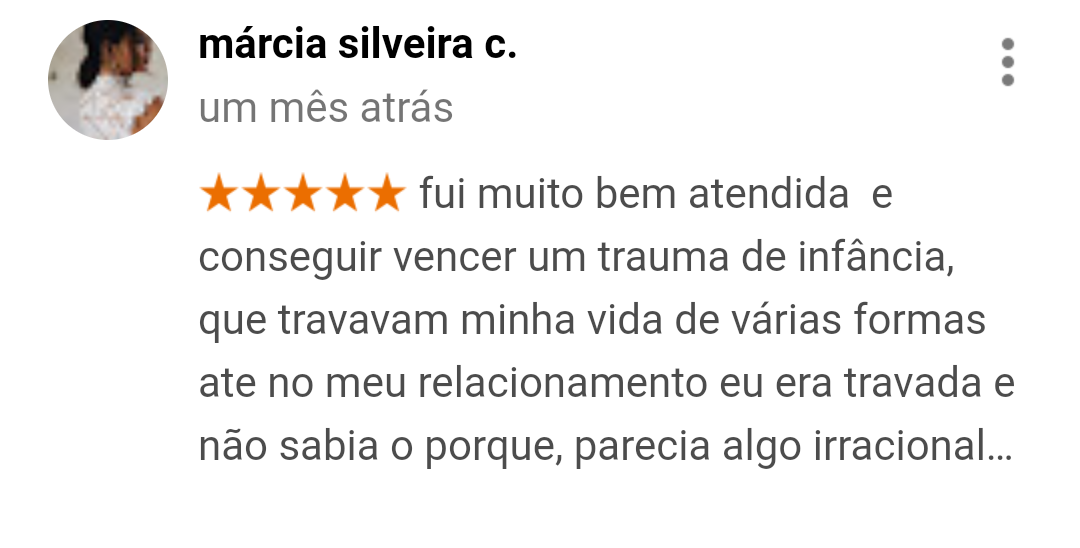 márcia silveira c.
um mês atrás
★★★★★ fui muito bem atendida  e
conseguir vencer um trauma de infância,
que travavam minha vida de várias formas
ate no meu relacionamento eu era travada e
não sabia o porque, parecia algo irracional...